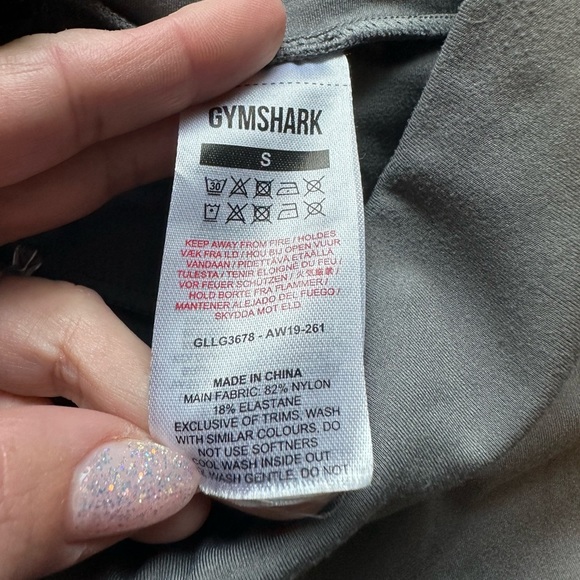 GYMSHARK
S
30
KEEP AWAY FROM FIRE / HOLDES
VÆK FRA ILD / HOU BIJ OPEN VUUR
VANDAAN / PIDETTÄVÄ ETÄÄLLÄ
TULESTA / TENIR ÉLOIGNÉ DU FEU /
VOR FEUER SCHÜTZEN / 火気厳禁 /
HOLD BORTE FRA FLAMMER /
MANTENER ALEJADO DEL FUEGO /
SKYDDA MOT ELD.
GLLG3678 - AW19-261
MADE IN CHINA
MAIN FABRIC: 82% NYLON
18% ELASTANE
EXCLUSIVE OF TRIMS, WASH
WITH SIMILAR COLOURS, DO
NOT USE SOFTNERS
COOL WASH INSIDE OUT
WASH GENTLE, DO NOT